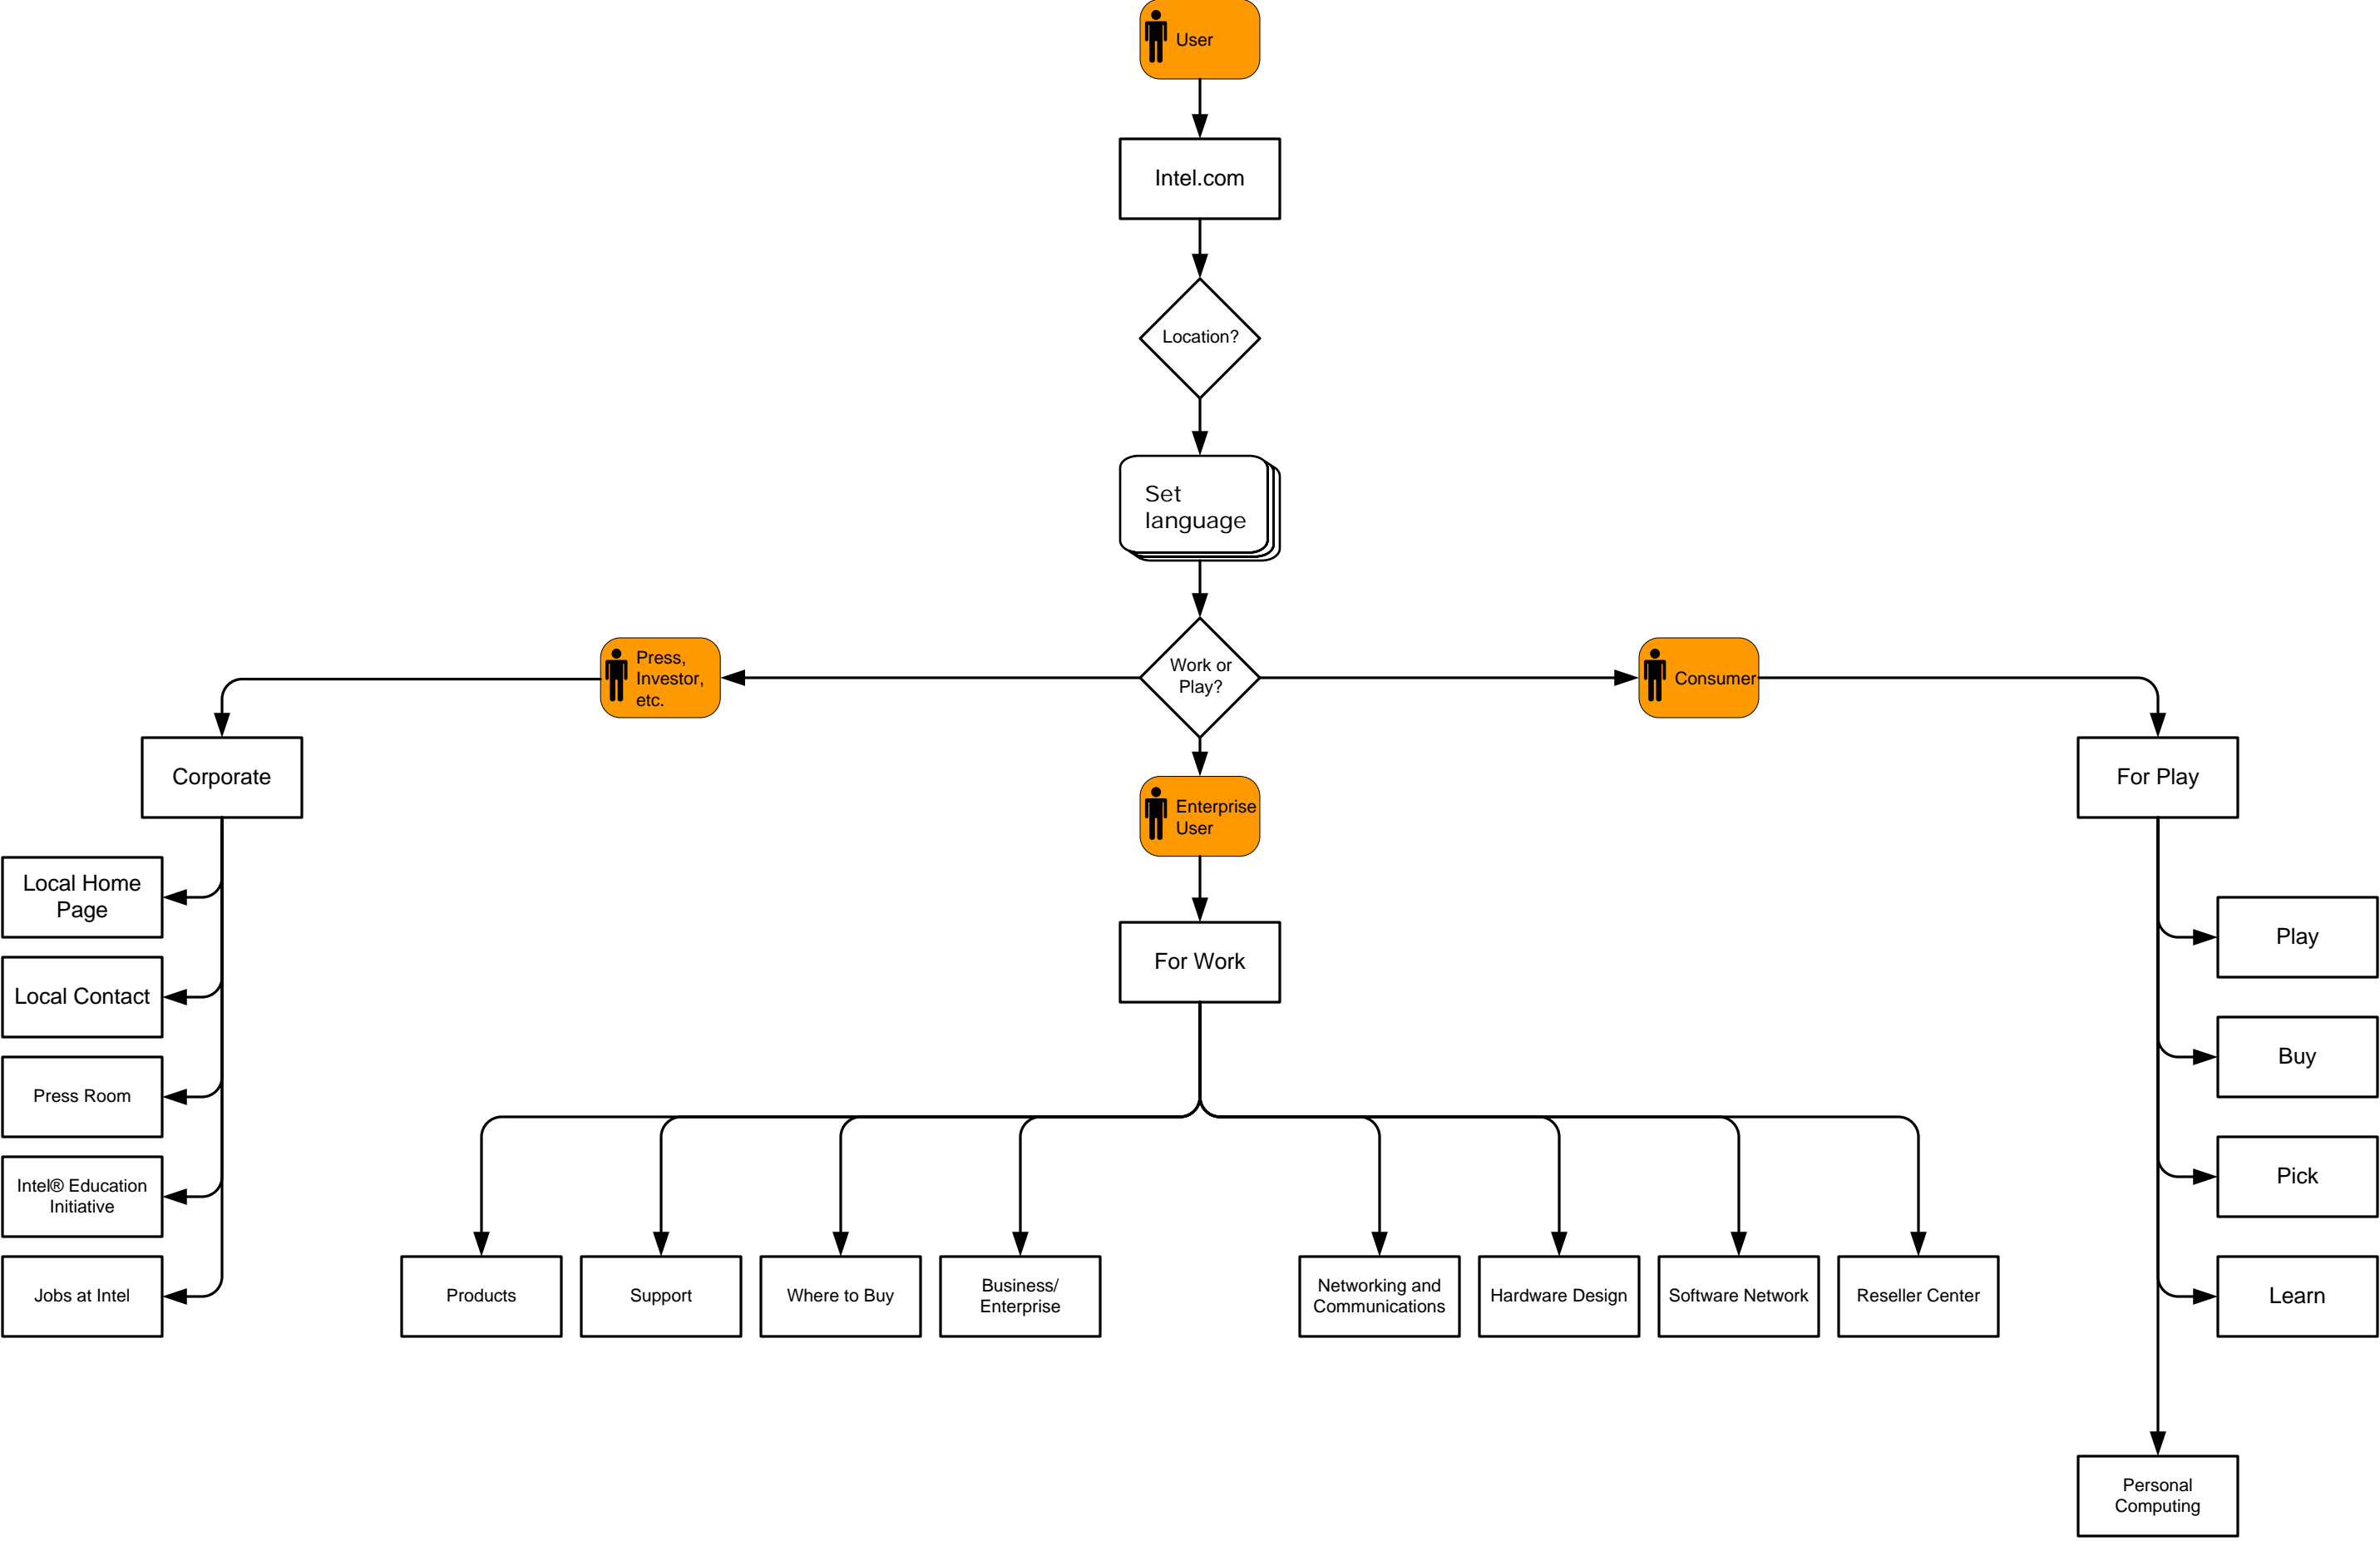 User
Intel.com
Location?
Set
language
Press,
Investor,
etc.
Work or
Play?
Consumer
Corporate
Enterprise
User
For Play
Local Home
Page
Local Contact
Press Room
Intel® Education
Initiative
Jobs at Intel
For Work
Products
Support
Where to Buy
Business/
Enterprise
Networking and
Communications
Hardware Design
Software Network
Reseller Center
Play
Buy
Pick
Learn
Personal
Computing